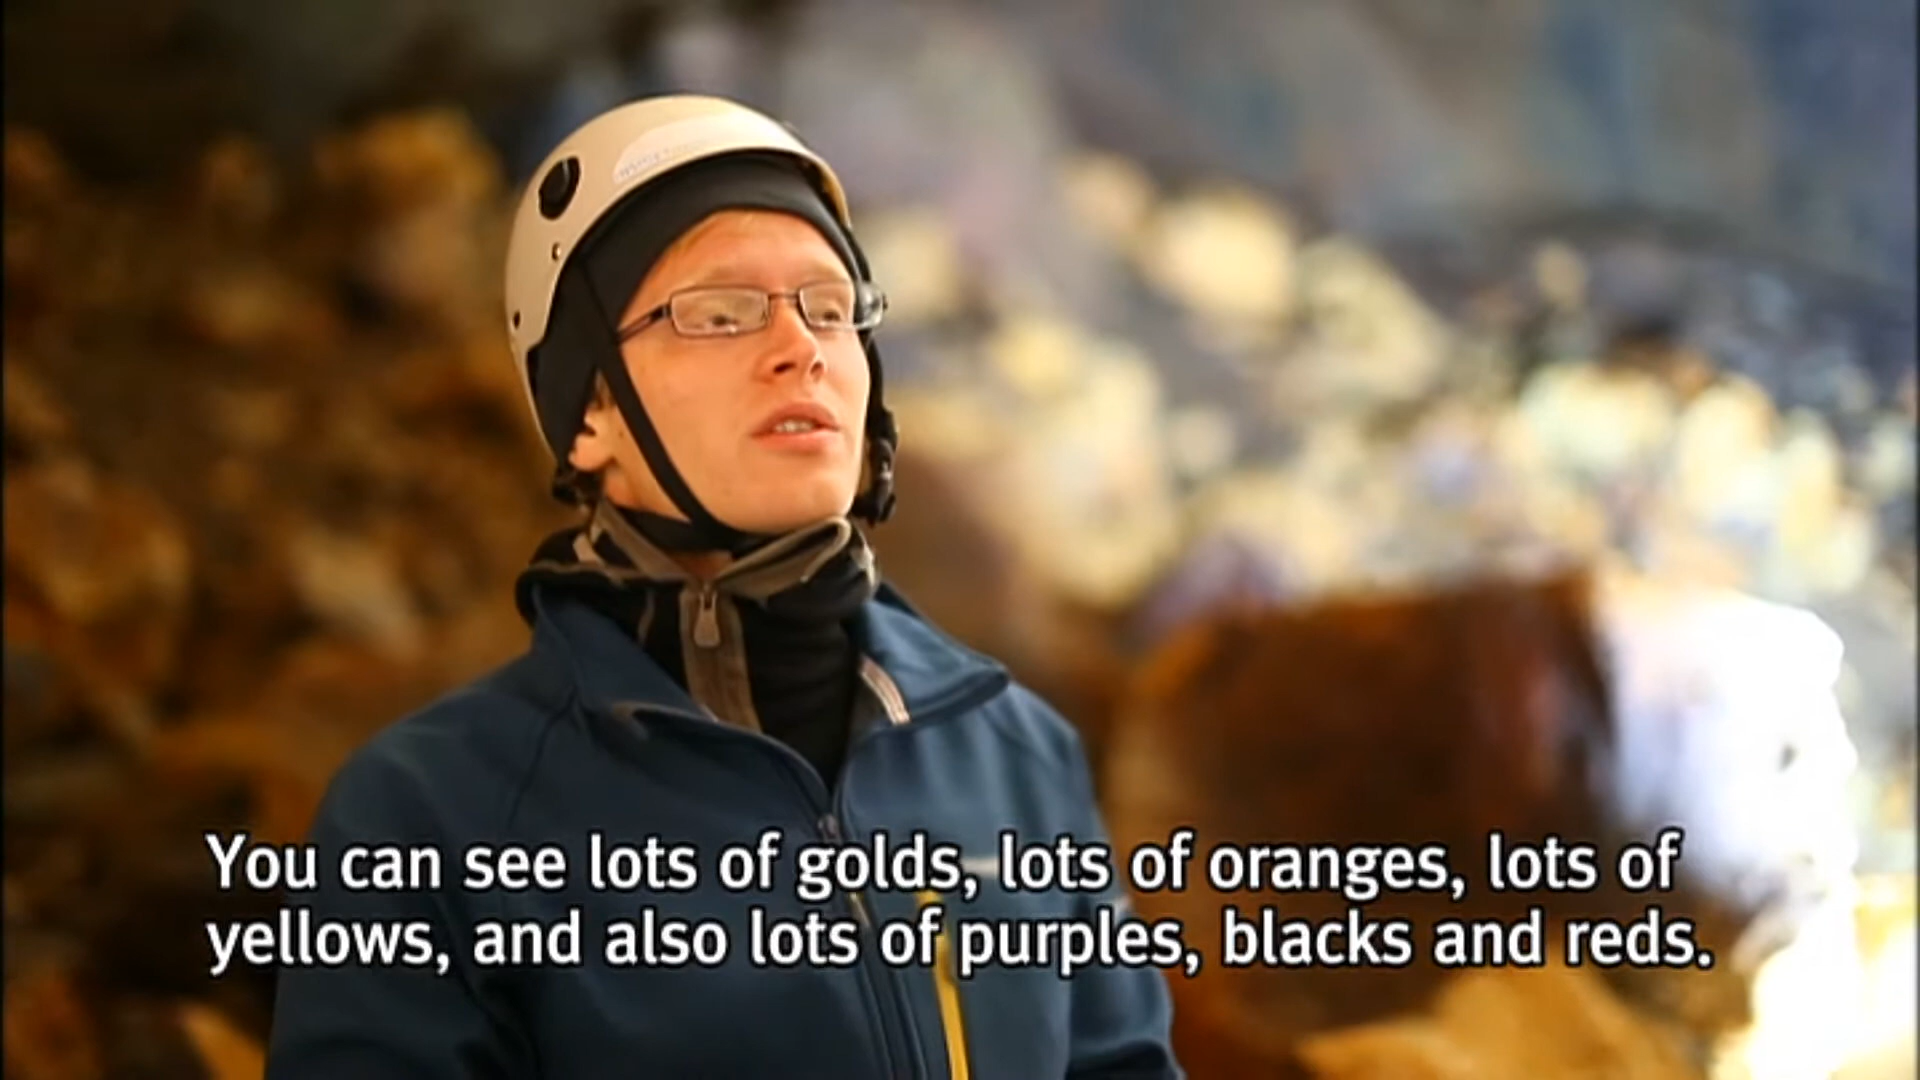 You can see lots of golds, lots of oranges, lots of
yellows, and also lots of purples, blacks and reds.